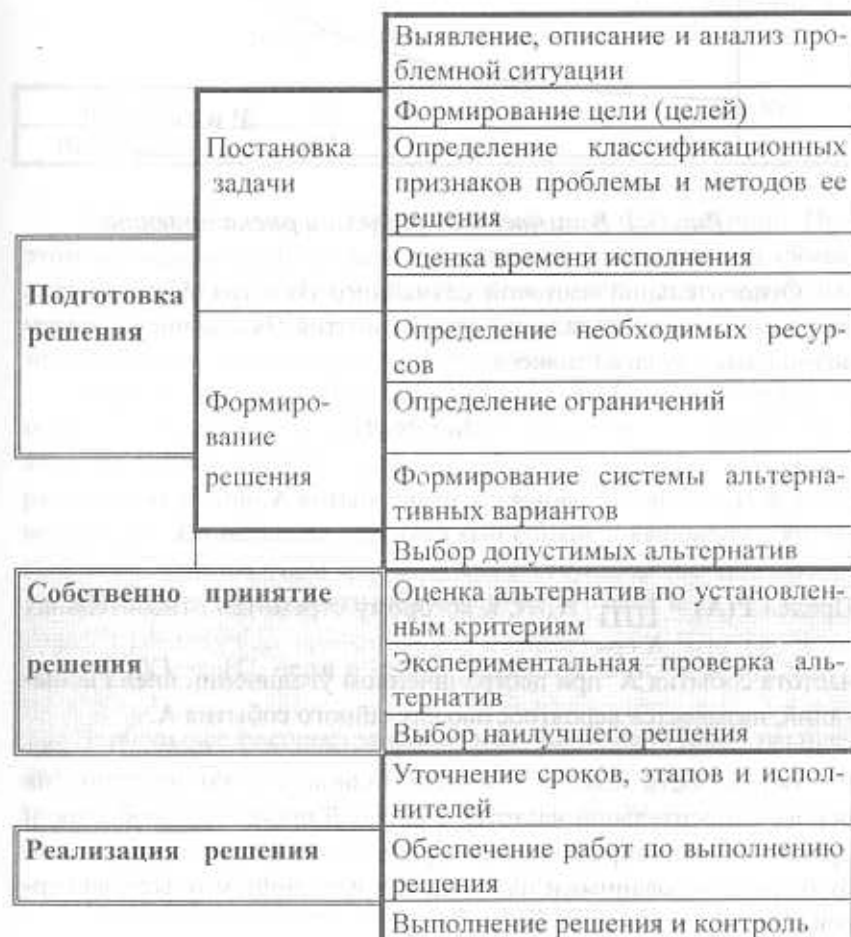 Выявление, описание и анализ про-
блемной ситуации
Формирование цели (целей)
Постановка
задачи
Определение классификационных
признаков проблемы и методов ее
решения
Оценка времени исполнения
Подготовка
решения
Определение необходимых ресур-
сов
Формиро-
вание
решения
Определение ограничений
Формирование системы альтерна-
тивных вариантов
Выбор допустимых альтернатив
Собственно принятие
решения
Оценка альтернатив по установлен-
ным критериям
Экспериментальная проверка аль-
тернатив
Выбор наилучшего решения
Уточнение сроков, этапов и испол-
нителей
Реализация решения
Обеспечение работ по выполнению
решения
Выполнение решения и контроль